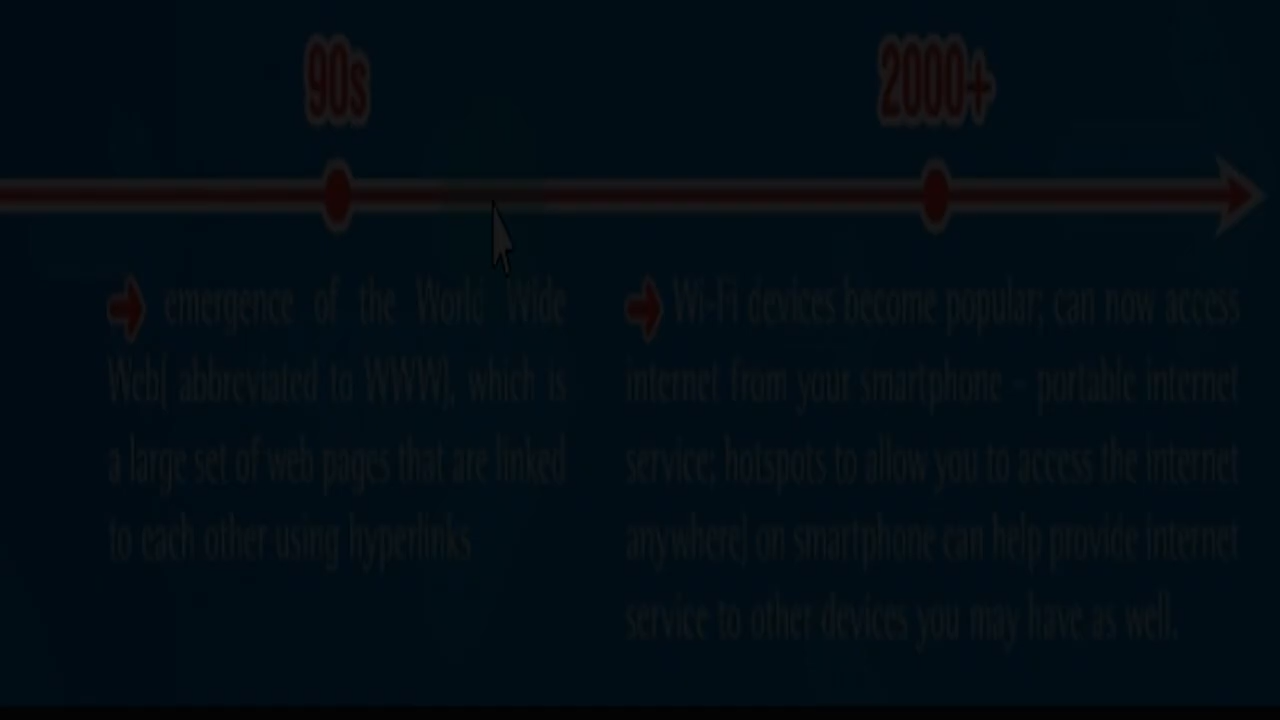 90s
2000+
emergence of the World Wide
Web( abbreviated to WWW), which is
a large set of web pages that are linked
to each other using hyperlinks
Wi-Fi devices become popular; can now access
internet from your smartphone – portable internet
service; hotspots to allow you to access the internet
anywhere) on smartphone can help provide internet
service to other devices you may have as well.